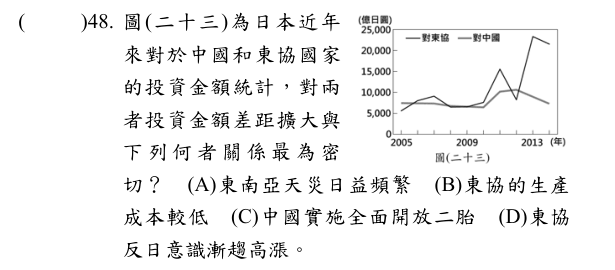 (　　)48. 圖(二十三)為日本近年
來對於中國和東協國家
的投資金額統計，對兩
者投資金額差距擴大與
下列何者關係最為密
切？　(A)東南亞天災日益頻繁　(B)東協的生產
成本較低　(C)中國實施全面開放二胎　(D)東協
反日意識漸趨高漲。
(億日圓)
對東協　對中國
25,000
20,000
15,000
10,000
5,000
0
2005　2009　2013 (年)
圖(二十三)